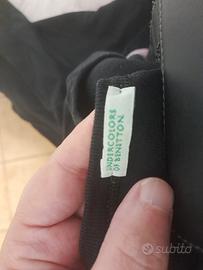 UNDERCOLORS
OF BENETTON.
subito